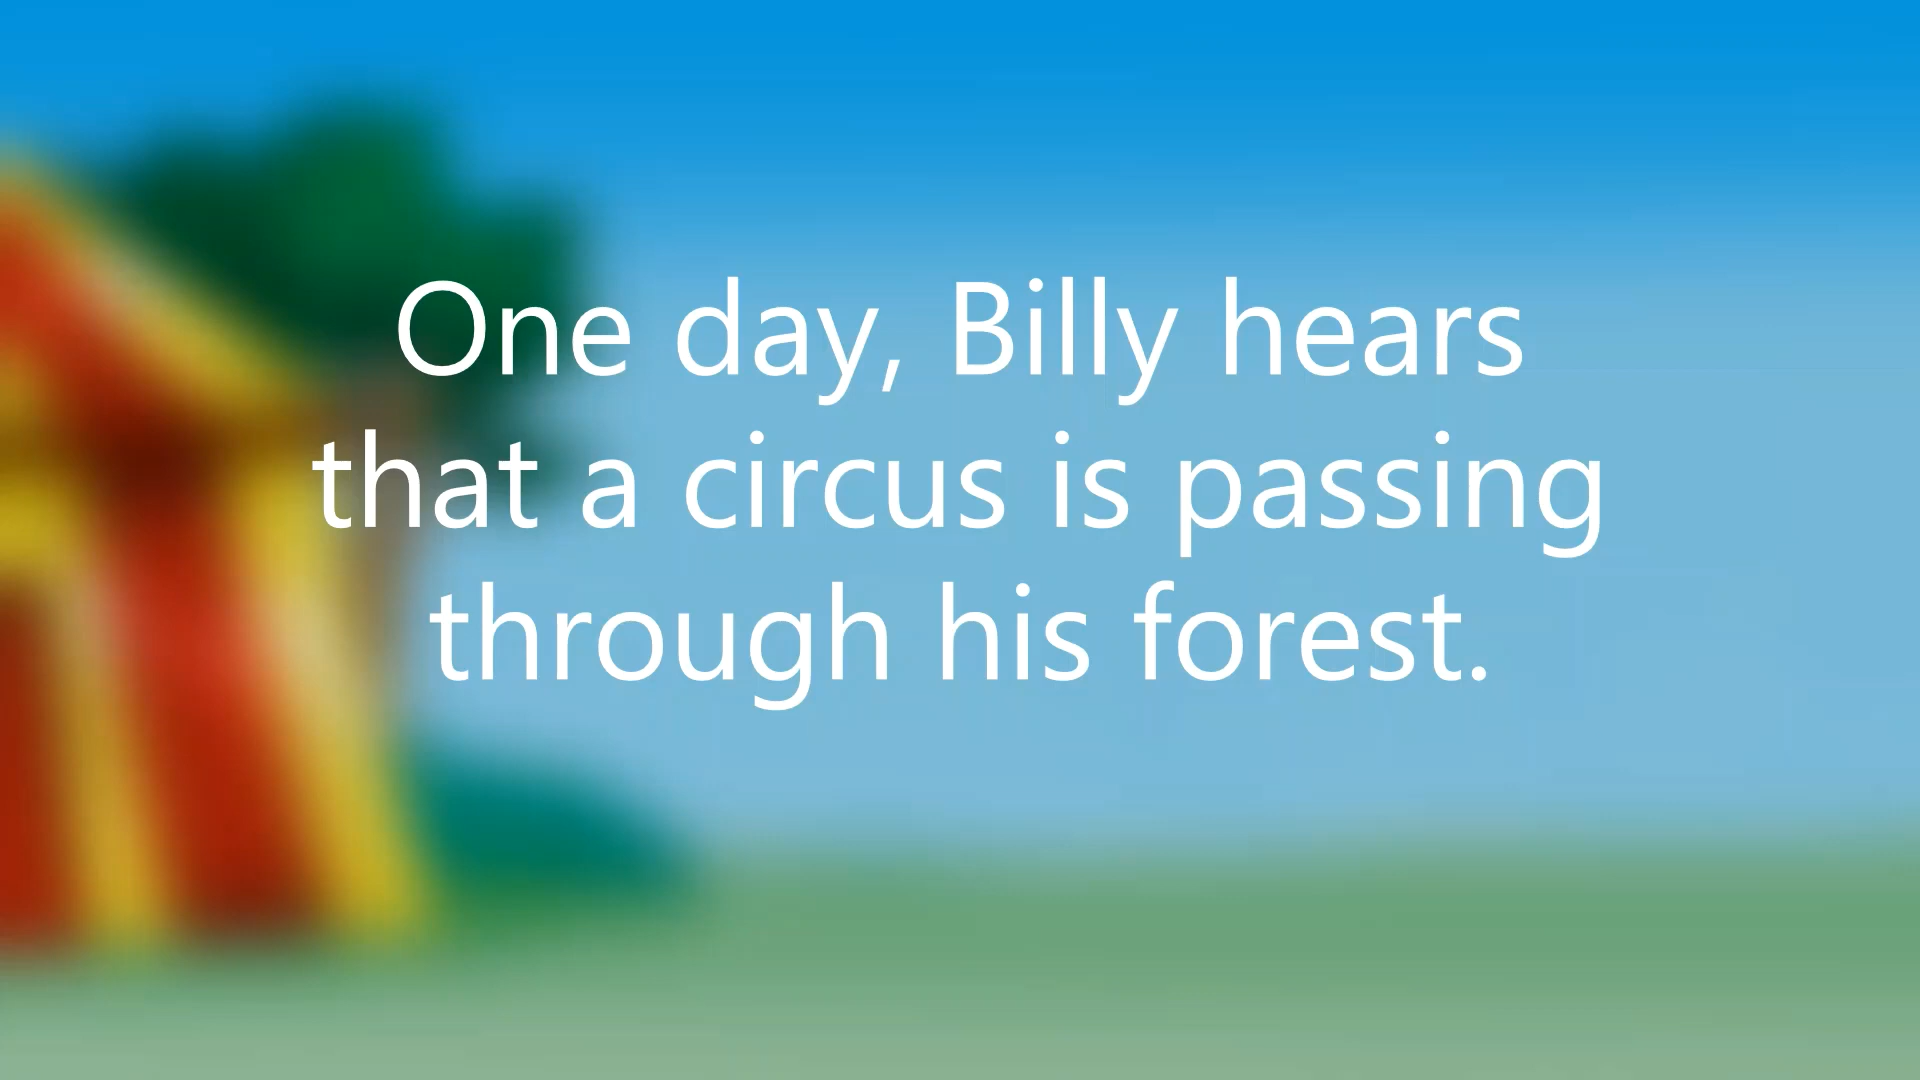 One day, Billy hears
that a circus is passing
through his forest.